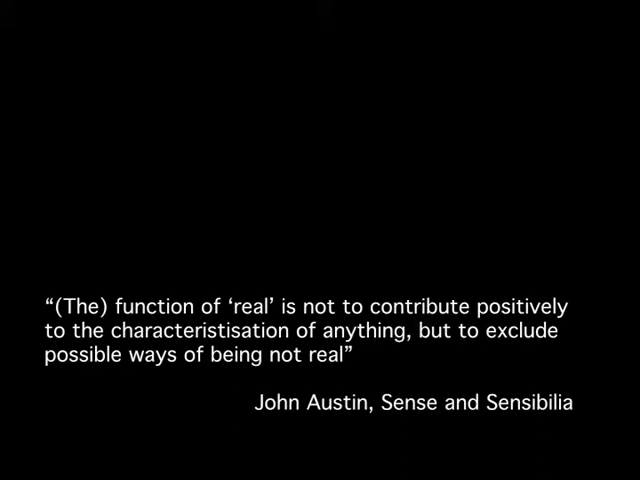 “(The) function of ‘real’ is not to contribute positively
to the characteristisation of anything, but to exclude
possible ways of being not real”
John Austin, Sense and Sensibilia